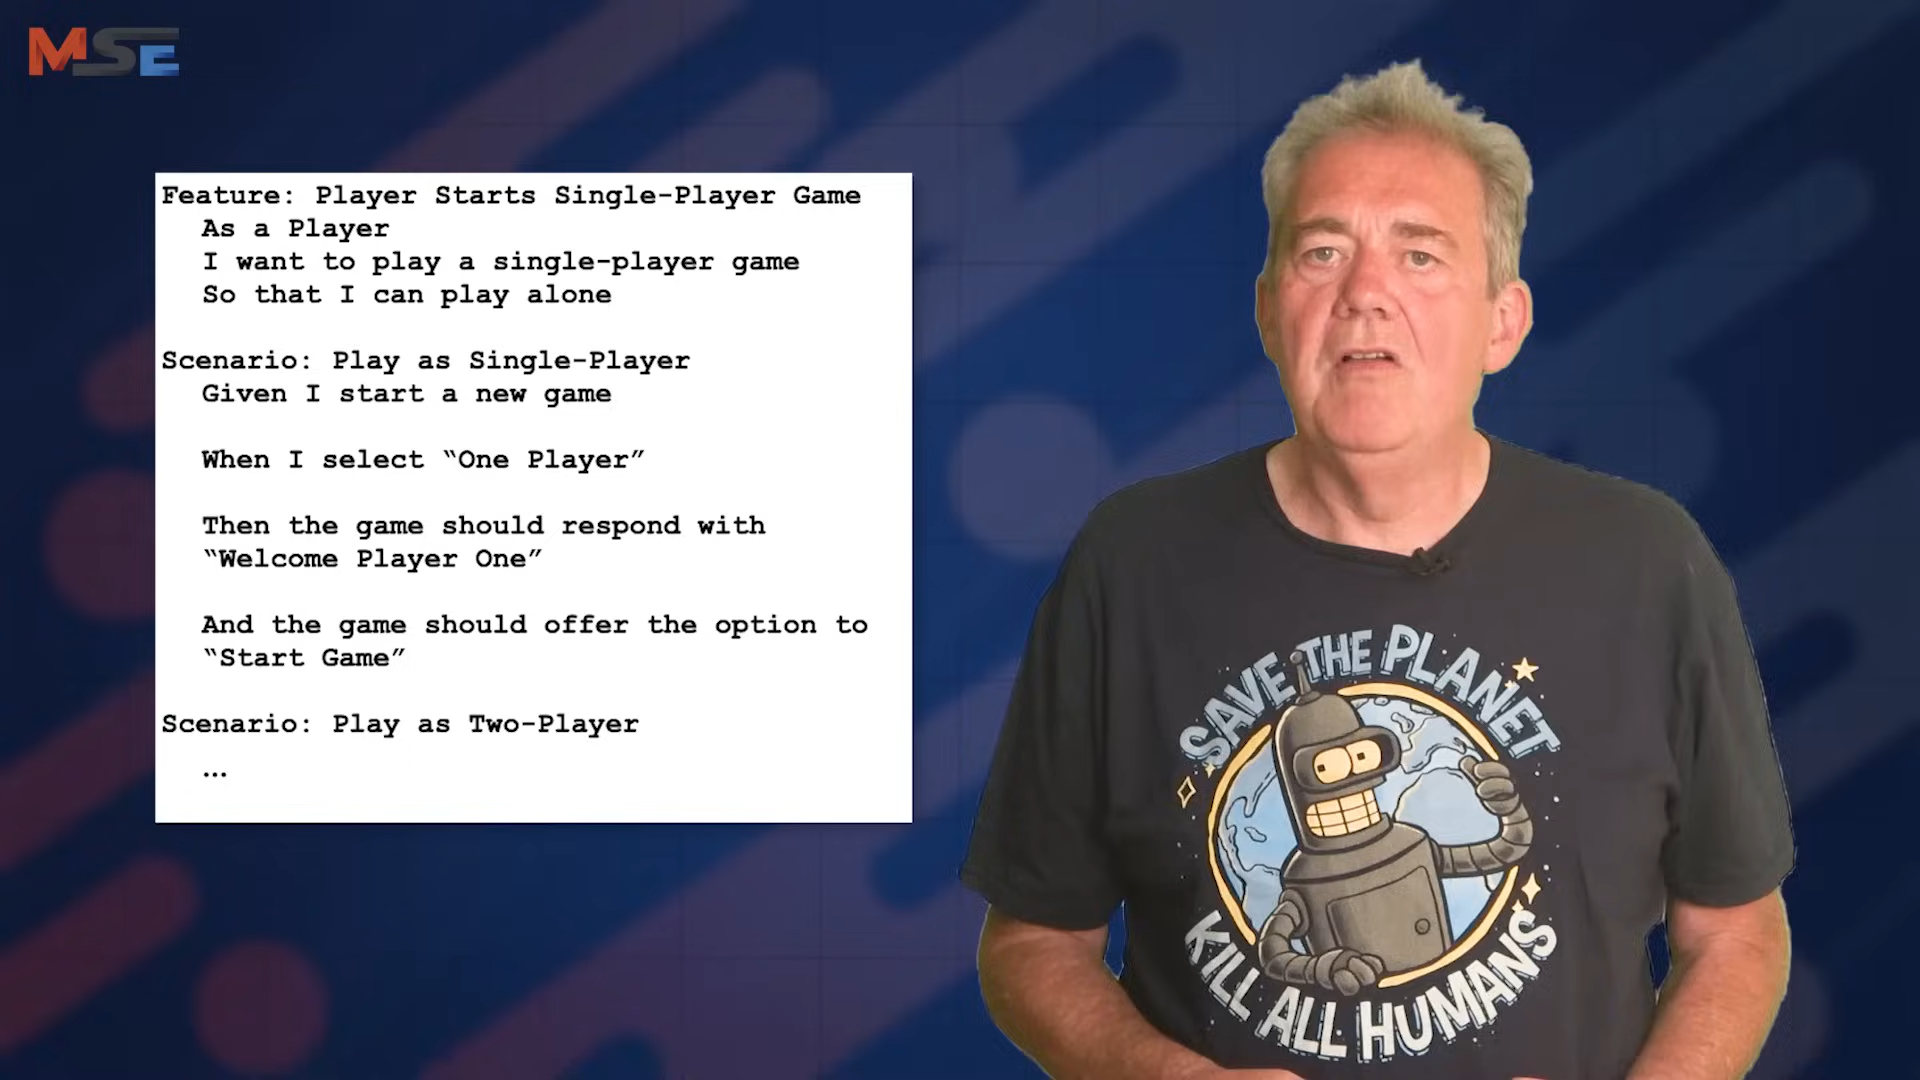 MSE
Feature: Player Starts Single-Player Game
As a Player
I want to play a single-player game
So that I can play alone
Scenario: Play as Single-Player
Given I start a new game
When I select “One Player”
Then the game should respond with
“Welcome Player One”
And the game should offer the option to
“Start Game”
Scenario: Play as Two-Player
...
SAVE THE PLANET
KILL ALL HUMANS